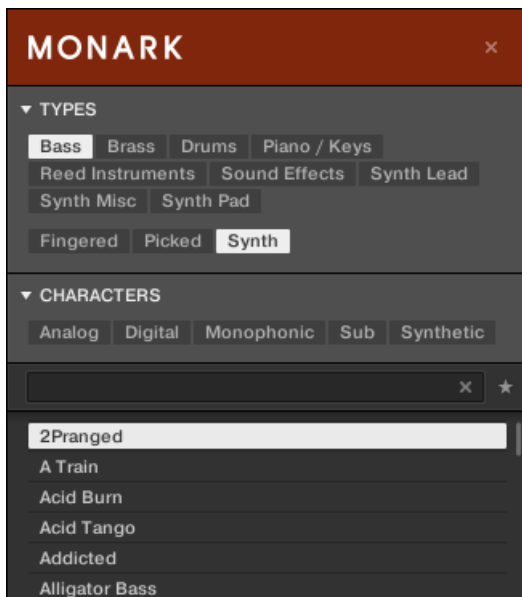 MONARK
TYPES
Bass Brass Drums Piano / Keys
Reed Instruments Sound Effects Synth Lead
Synth Misc Synth Pad
Fingered Picked Synth
CHARACTERS
Analog Digital Monophonic Sub Synthetic
2Pranged
A Train
Acid Burn
Acid Tango
Addicted
Alligator Bass